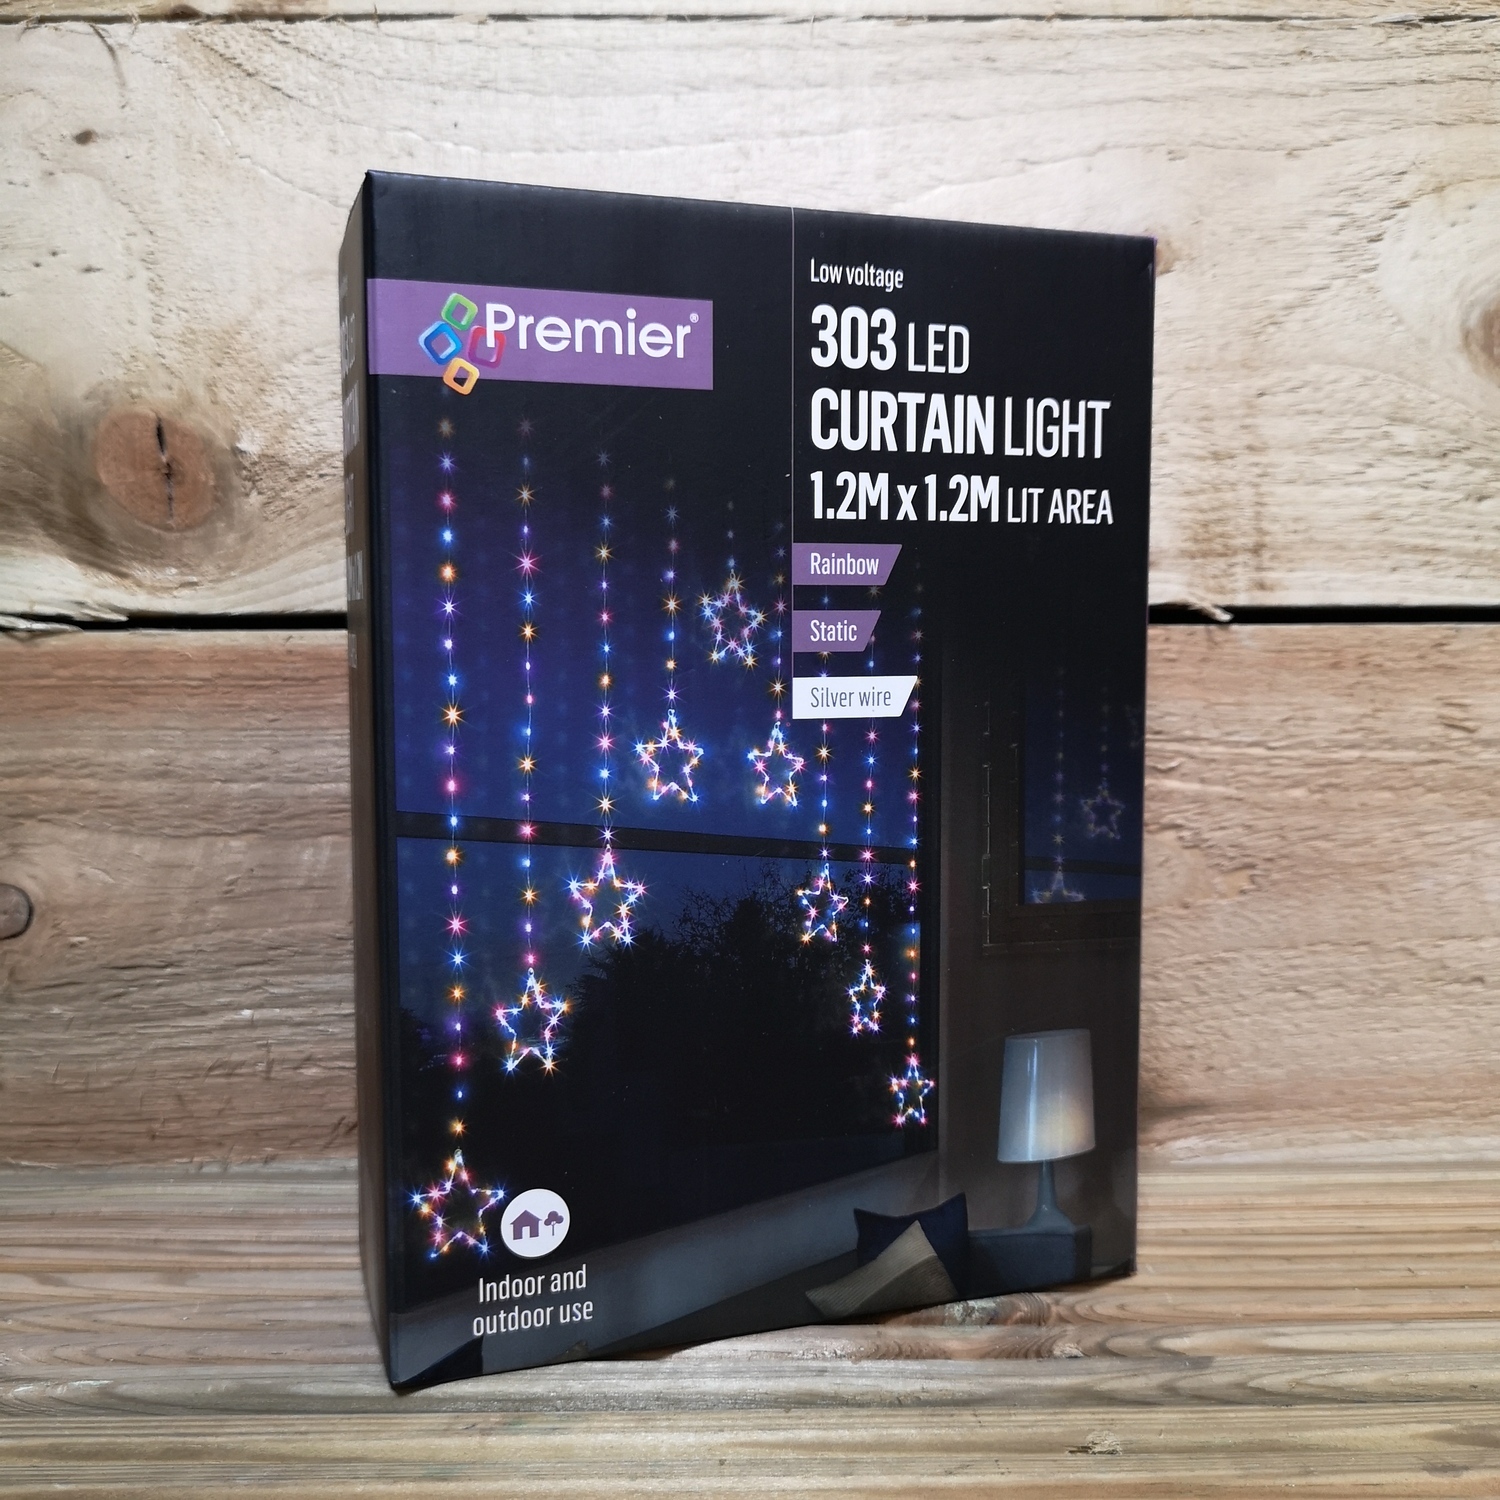 Premier®
Low voltage
303 LED
CURTAIN LIGHT
1.2M x 1.2M LIT AREA
Rainbow
Static
Silver wire
Indoor and
outdoor use